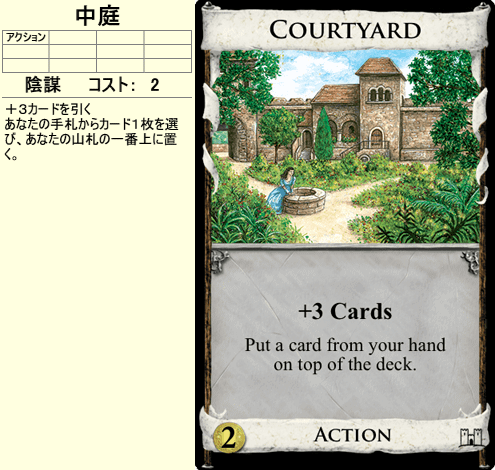 中庭
アクション
陰謀 コスト： 2
＋３カードを引く
あなたの手札からカード１枚を選
び、あなたの山札の一番上に置
く。
COURTYARD
+3 Cards
Put a card from your hand
on top of the deck.
2
ACTION